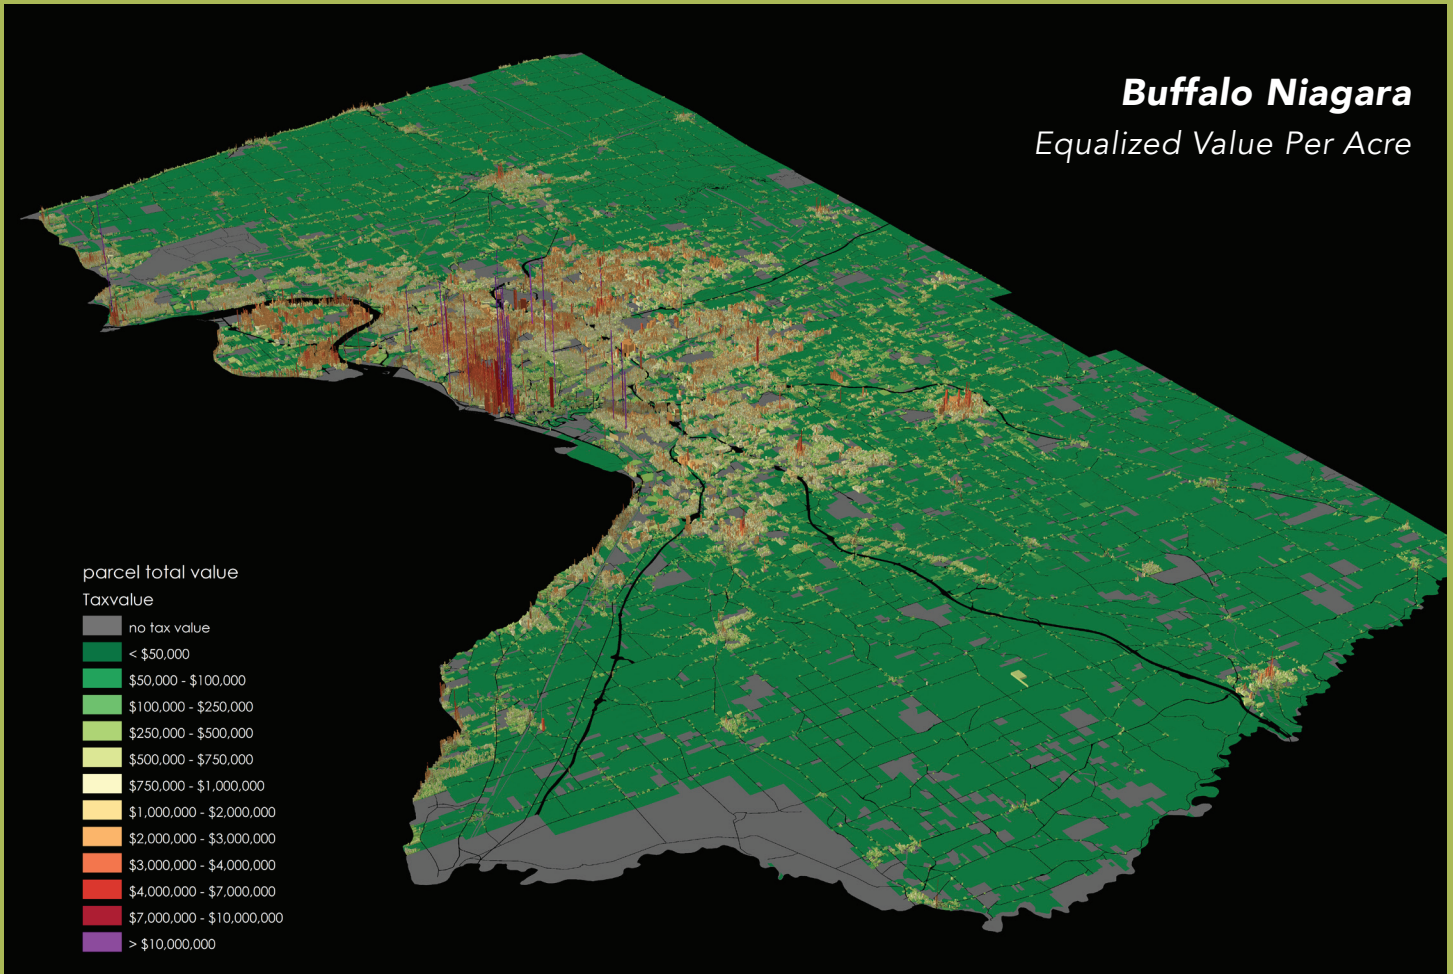 Buffalo Niagara
Equalized Value Per Acre
parcel total value
Taxvalue
no tax value
< $50,000
$50,000 - $100,000
$100,000 - $250,000
$250,000 - $500,000
$500,000 - $750,000
$750,000 - $1,000,000
$1,000,000 - $2,000,000
$2,000,000 - $3,000,000
$3,000,000 - $4,000,000
$4,000,000 - $7,000,000
$7,000,000 - $10,000,000
> $10,000,000